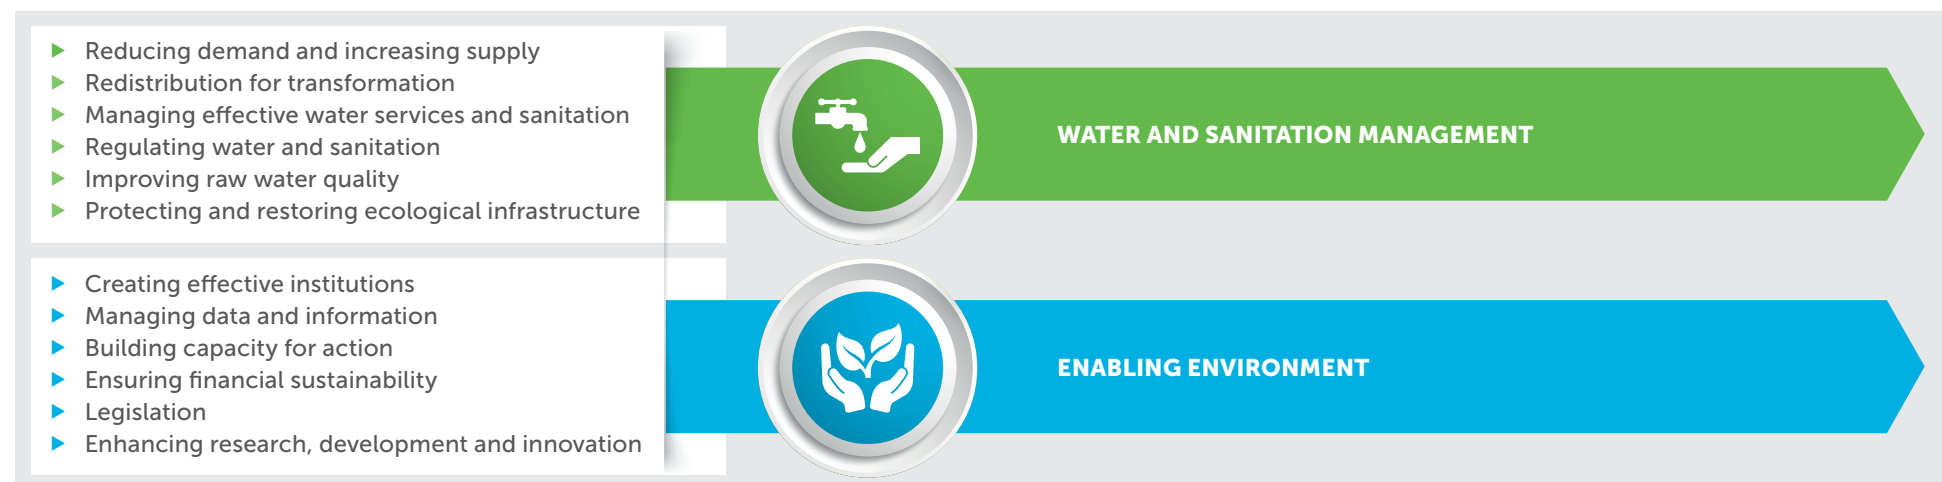 Reducing demand and increasing supply
Redistribution for transformation
Managing effective water services and sanitation
Regulating water and sanitation
Improving raw water quality
Protecting and restoring ecological infrastructure
WATER AND SANITATION MANAGEMENT
Creating effective institutions
Managing data and information
Building capacity for action
Ensuring financial sustainability
Legislation
Enhancing research, development and innovation
ENABLING ENVIRONMENT